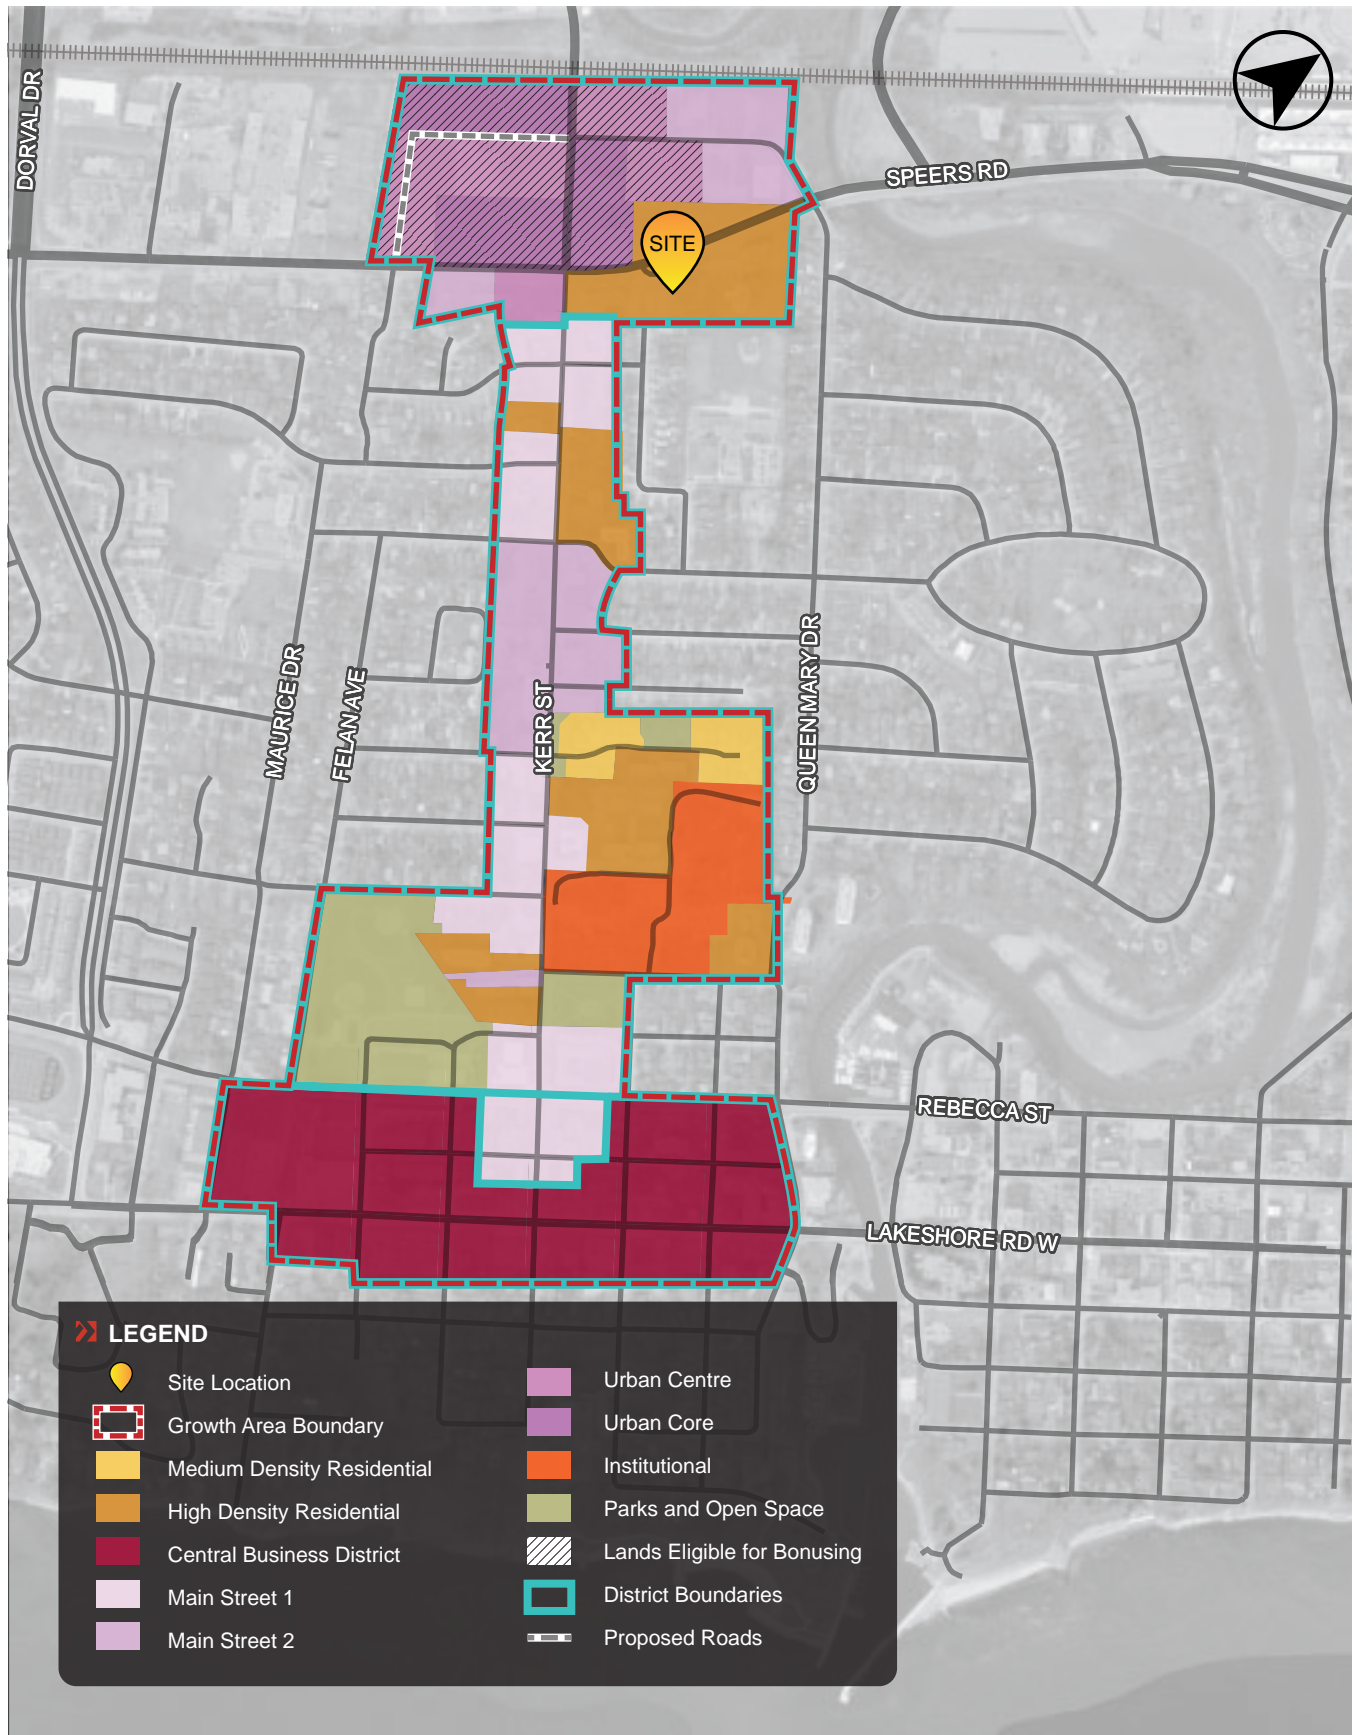 DORVAL DR
SPEERS RD
SITE
MAURICE DR
FELAN AVE
KERR ST
QUEEN MARY DR
REBECCA ST
LAKESHORE RD W
LEGEND
Site Location
Growth Area Boundary
Medium Density Residential
High Density Residential
Central Business District
Main Street 1
Main Street 2
Urban Centre
Urban Core
Institutional
Parks and Open Space
Lands Eligible for Bonusing
District Boundaries
Proposed Roads